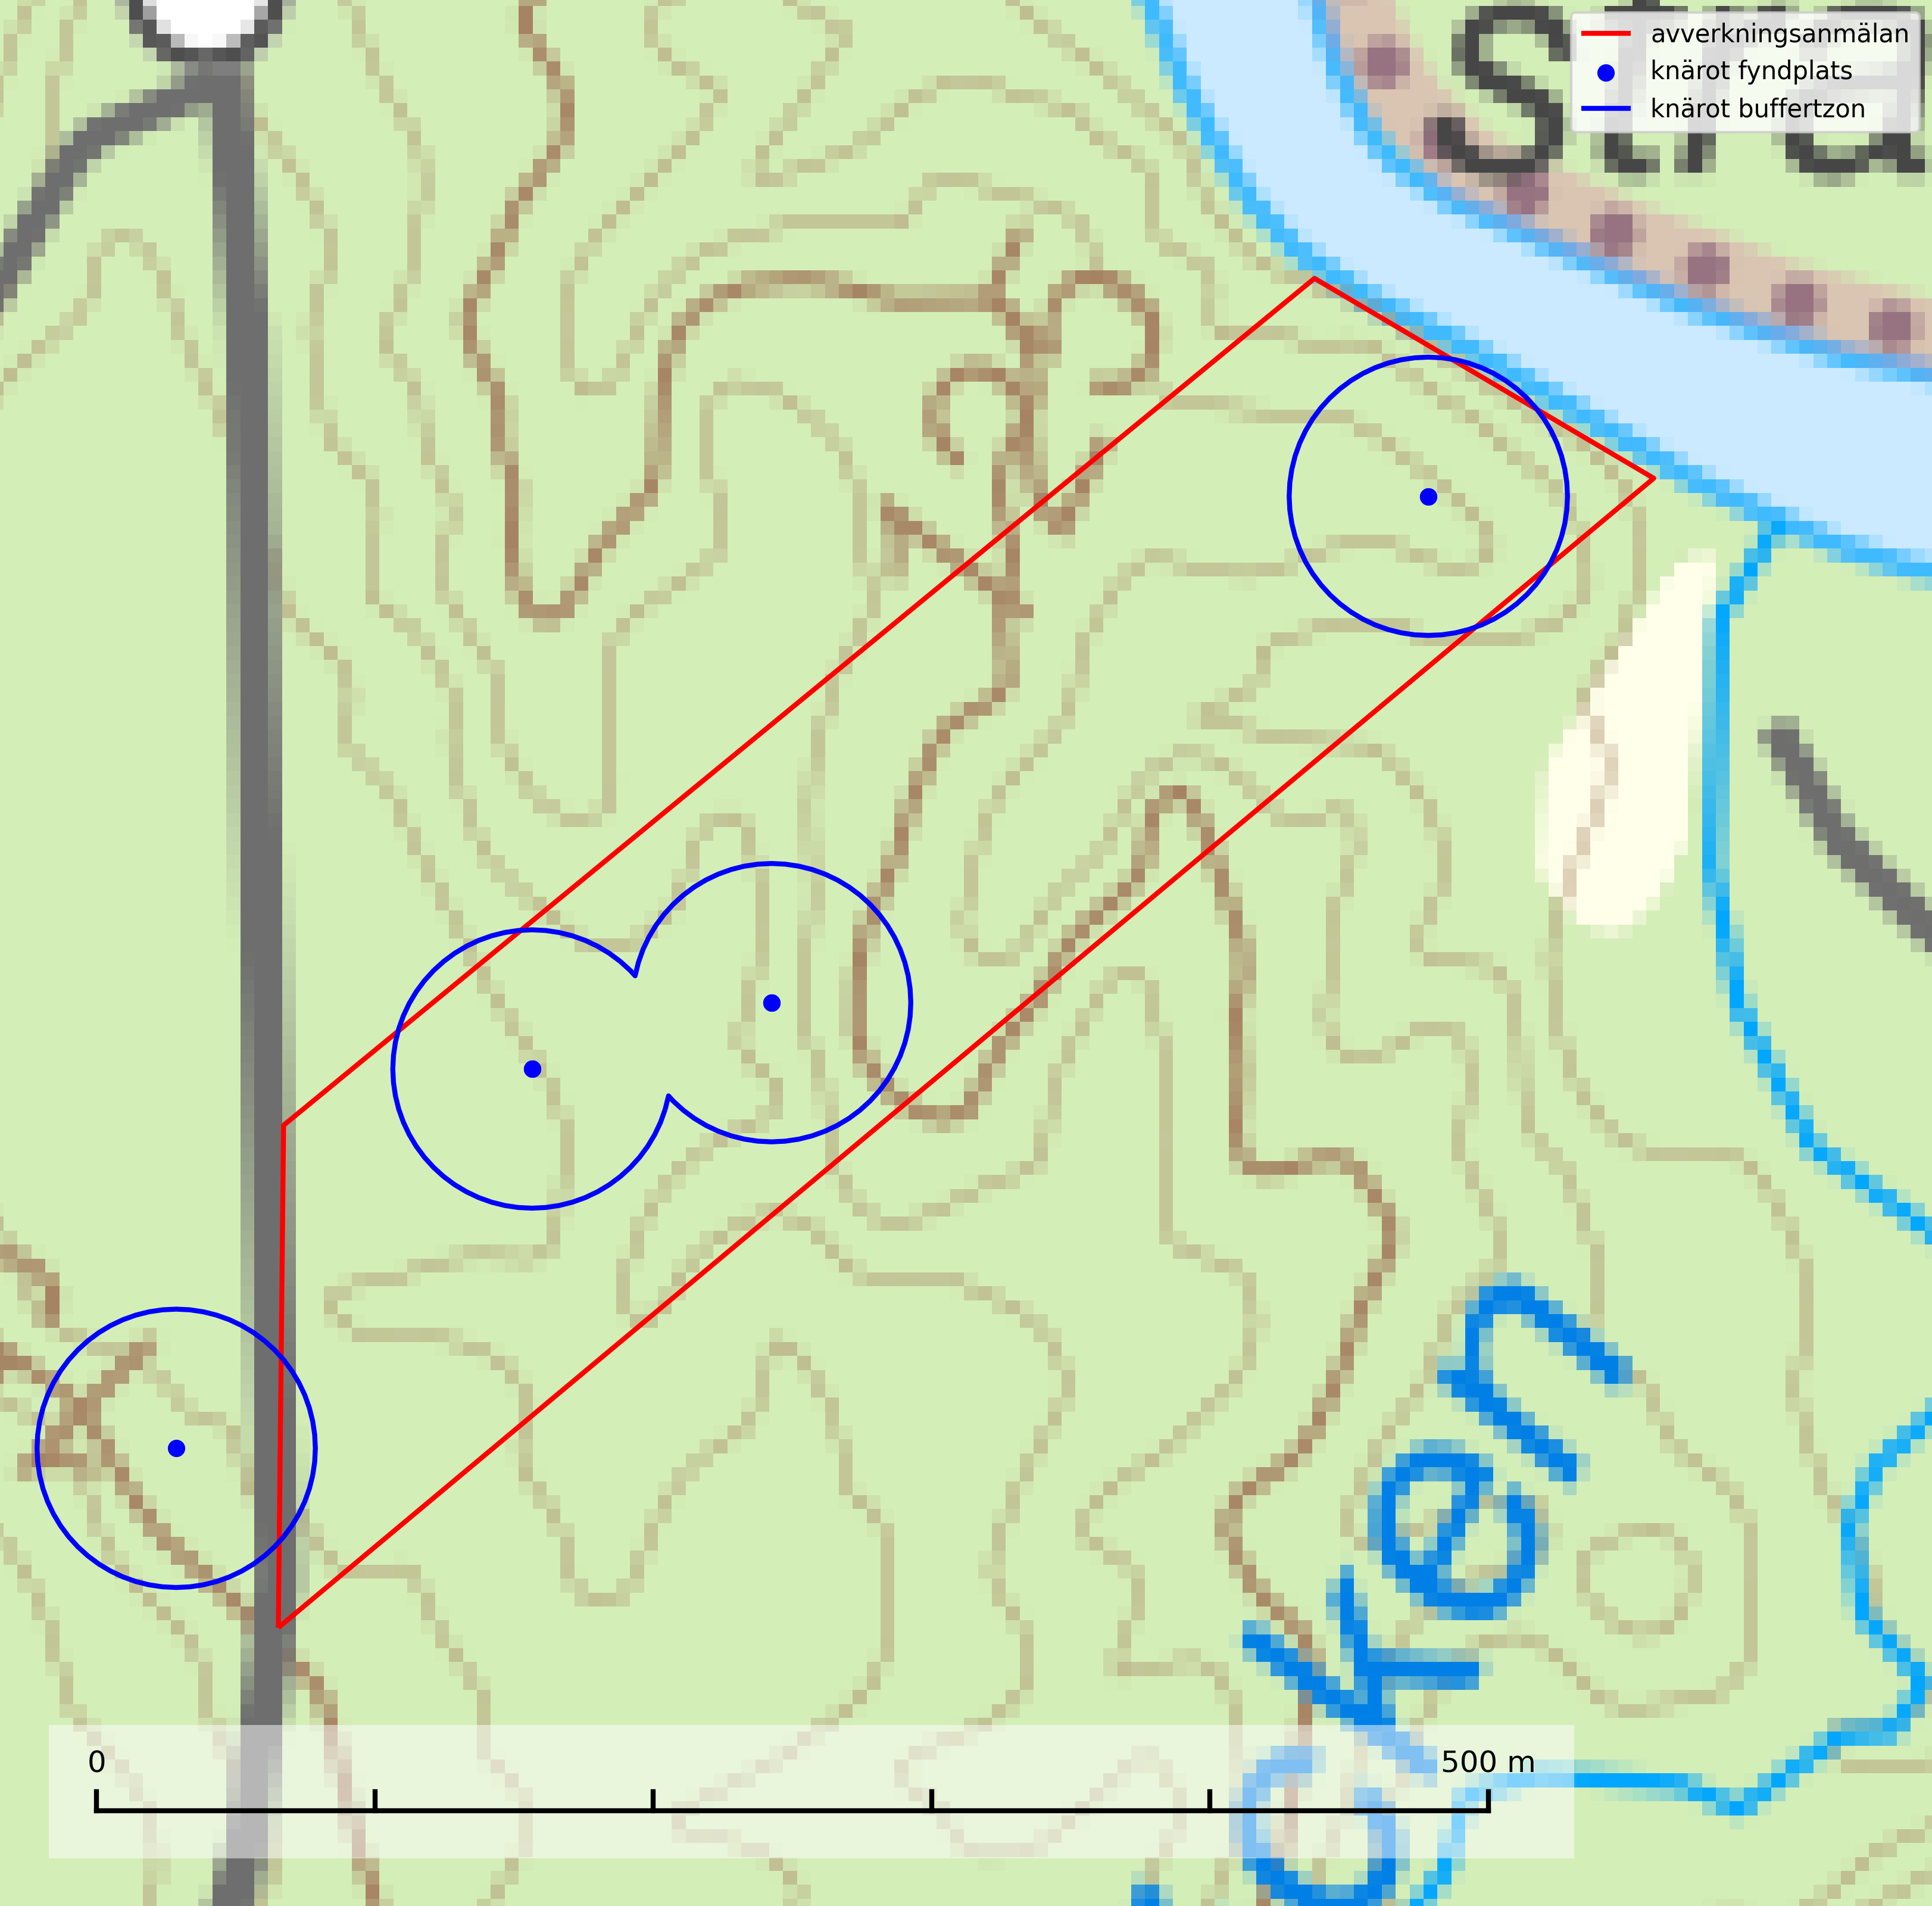 avverkningsanmälan
knärot fyndplats
knärot buffertzon
0
500 m